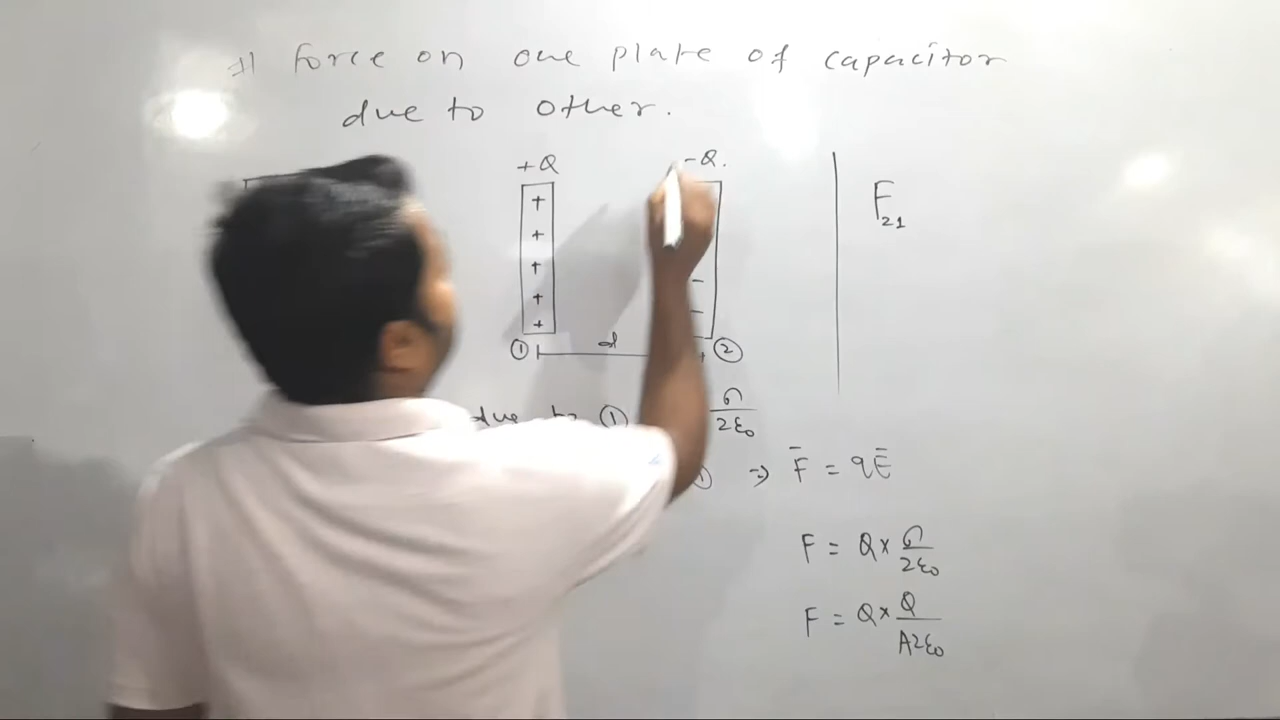 # Force on one plate of capacitor
due to other.
+Q -Q.
+ + + + +
- -
① d ②
F₂₁
due to ① σ/2ε₀
① ⇒ F̄ = qĒ
F = Q × σ/2ε₀
F = Q × Q/A2ε₀